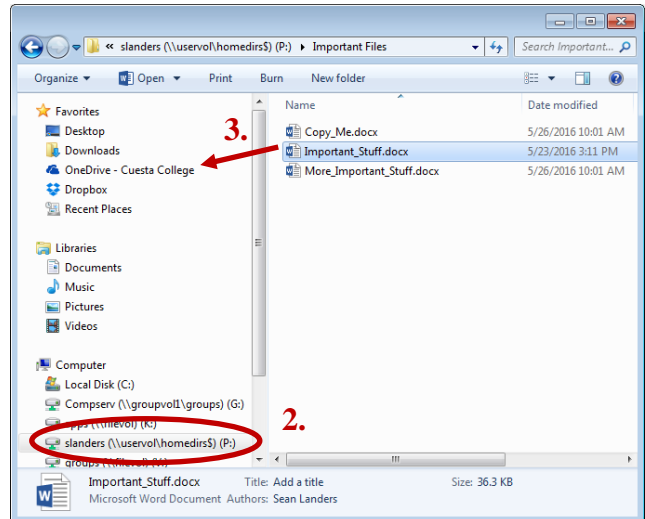 « slanders (\\uservol\homedirs$) (P:) ▸ Important Files
Search Important...
Organize ▾ Open ▾ Print Burn New folder
Favorites
Desktop
Downloads
OneDrive - Cuesta College
Dropbox
Recent Places
Libraries
Documents
Music
Pictures
Videos
Computer
Local Disk (C:)
Compserv (\\groupvol1\groups) (G:)
apps (\\filevol) (K:)
slanders (\\uservol\homedirs$) (P:)
groups (\\filevol) (V:)
3.
2.
Name Date modified
Copy_Me.docx 5/26/2016 10:01 AM
Important_Stuff.docx 5/23/2016 3:11 PM
More_Important_Stuff.docx 5/26/2016 10:01 AM
Important_Stuff.docx Title: Add a title Size: 36.3 KB
Microsoft Word Document Authors: Sean Landers